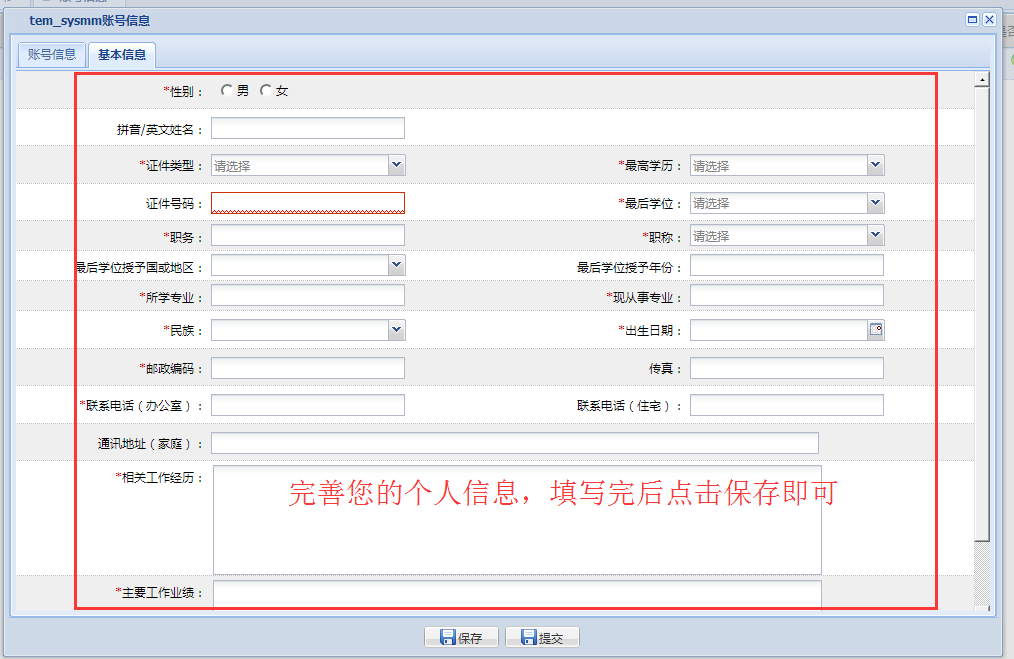 tem_sysmm账号信息
账号信息 基本信息
*性别： 男 女
拼音/英文姓名：
*证件类型： 请选择 *最高学历： 请选择
证件号码： *最后学位： 请选择
*职务： *职称： 请选择
最后学位授予国或地区： 最后学位授予年份：
*所学专业： *现从事专业：
*民族： *出生日期：
*邮政编码： 传真：
*联系电话（办公室）： 联系电话（住宅）：
通讯地址（家庭）：
*相关工作经历：
完善您的个人信息，填写完后点击保存即可
*主要工作业绩：
保存 提交